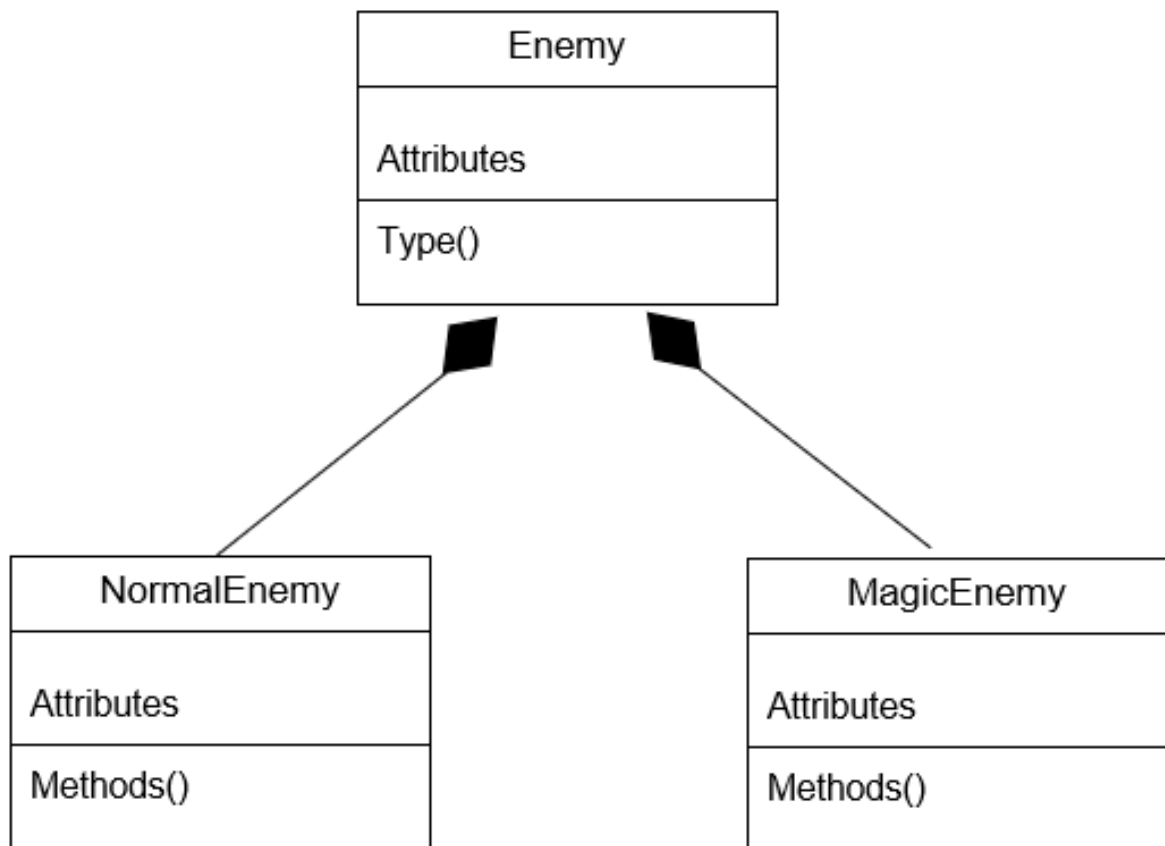 Enemy
Attributes
Type()
NormalEnemy
Attributes
Methods()
MagicEnemy
Attributes
Methods()